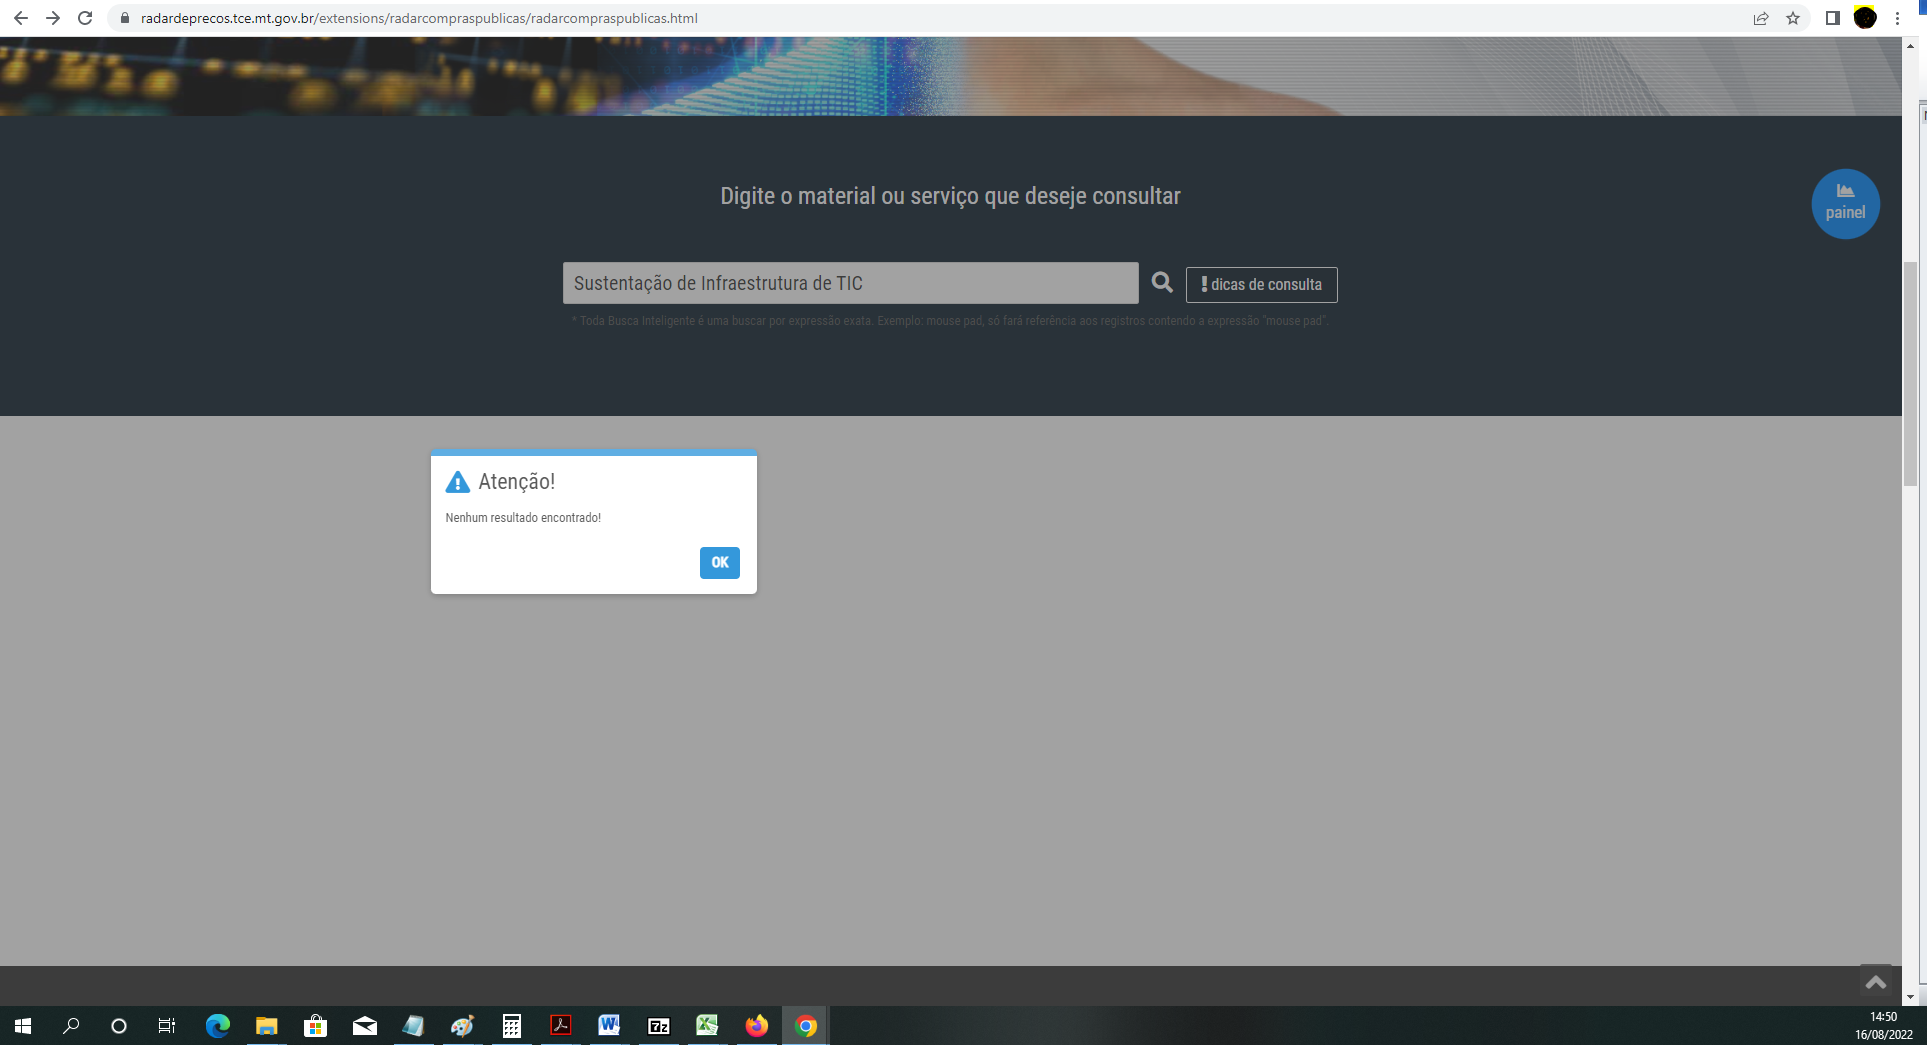 radardeprecos.tce.mt.gov.br/extensions/radarcompraspublicas/radarcompraspublicas.html
Digite o material ou serviço que deseje consultar
painel
Sustentação de Infraestrutura de TIC
dicas de consulta
* Toda Busca Inteligente é uma buscar por expressão exata. Exemplo: mouse pad, só fará referência aos registros contendo a expressão "mouse pad".
Atenção!
Nenhum resultado encontrado!
OK
14:50
16/08/2022